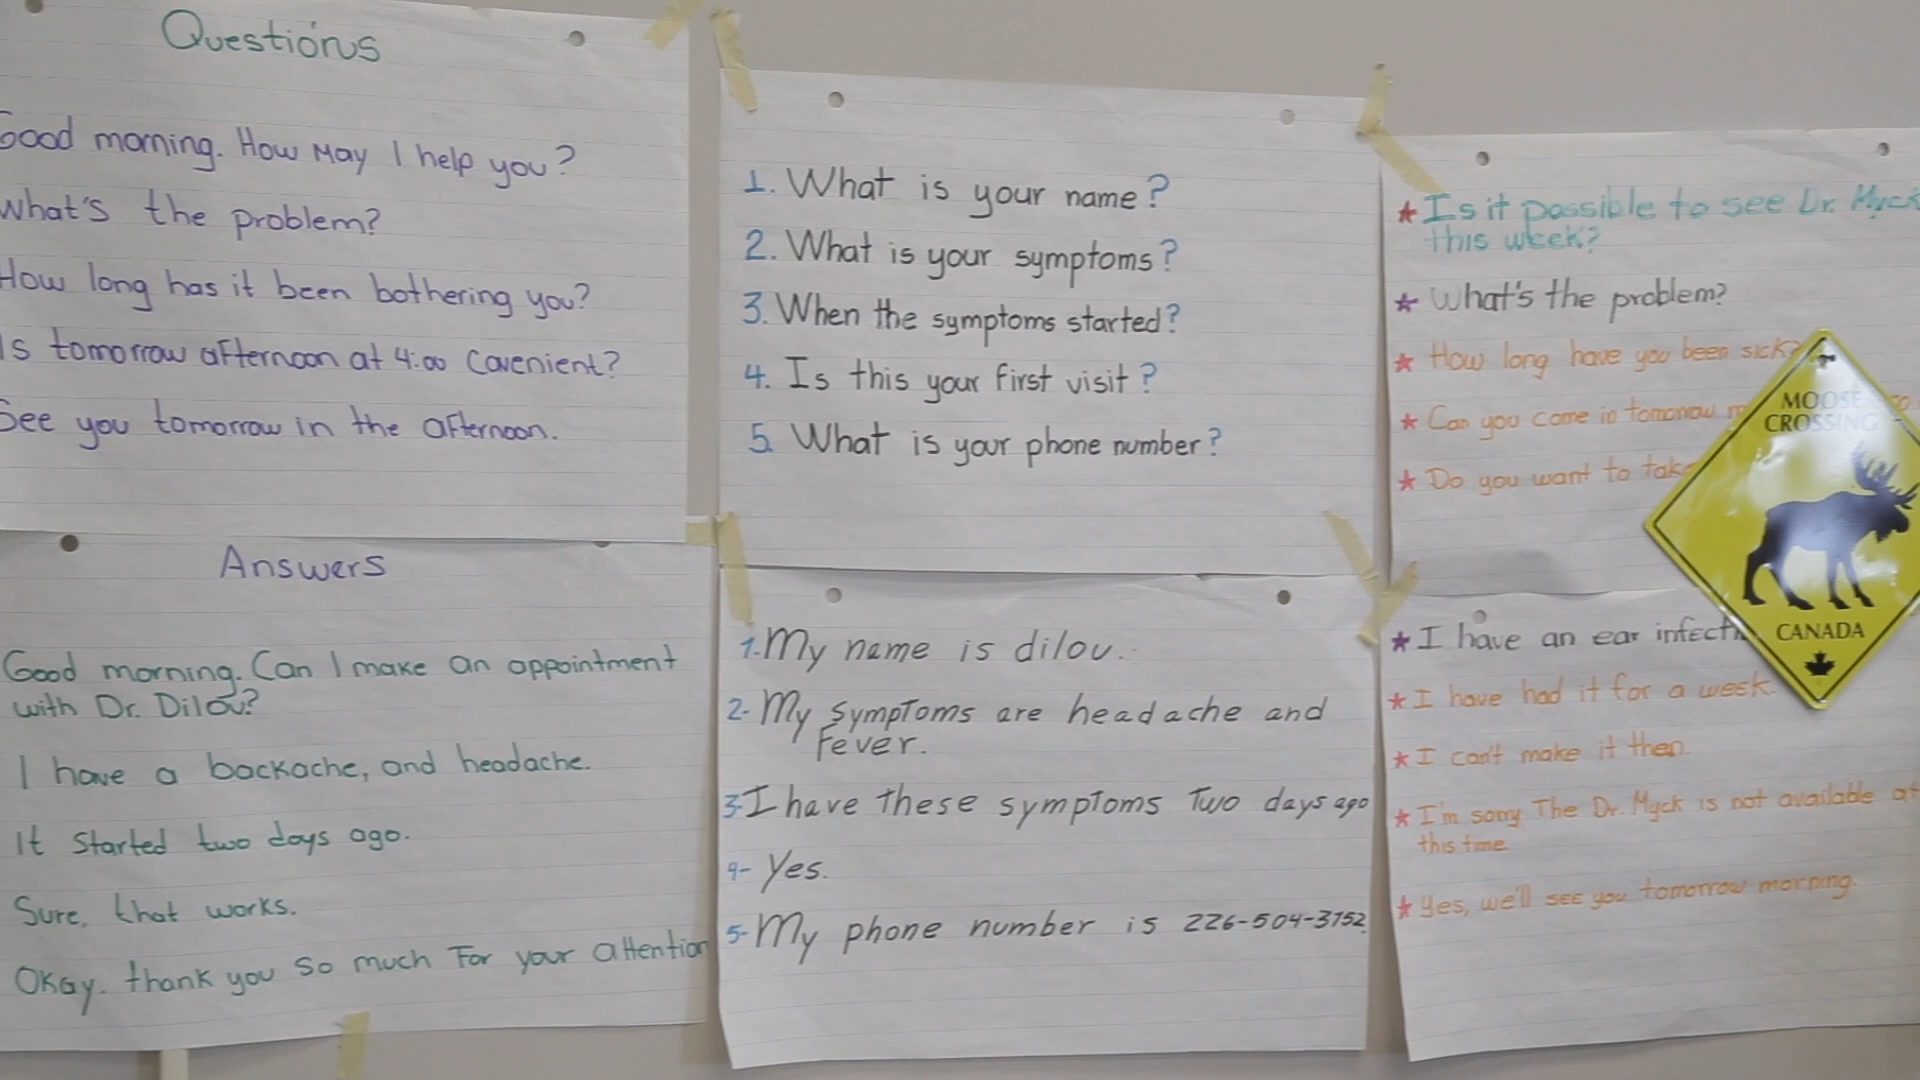 Questions
Good morning. How May I help you?
What's the problem?
How long has it been bothering you?
Is tomorrow afternoon at 4:00 Covenient?
See you tomorrow in the afternoon.
Answers
Good morning. Can I make an appointment
with Dr. Dilou?
I have a backache, and headache.
It started two days ago.
Sure, that works.
Okay. thank you so much For your attention
1. What is your name?
2. What is your symptoms?
3. When the symptoms started?
4. Is this your first visit?
5. What is your phone number?
1. My name is dilou.
2- My symptoms are headache and
fever.
3- I have these symptoms Two days ago
4- Yes.
5- My phone number is 226-504-3752.
★ Is it possible to see Dr. Myck
this week?
★ What's the problem?
★ How long have you been sick?
★ Can you come in tomorrow
★ Do you want to take
MOOSE
CROSSING
CANADA
★ I have an ear
★ I have had it for a week.
★ I can't make it then.
★ I'm sorry The Dr. Myck is not available at
this time.
★ Yes, we'll see you tomorrow morning.